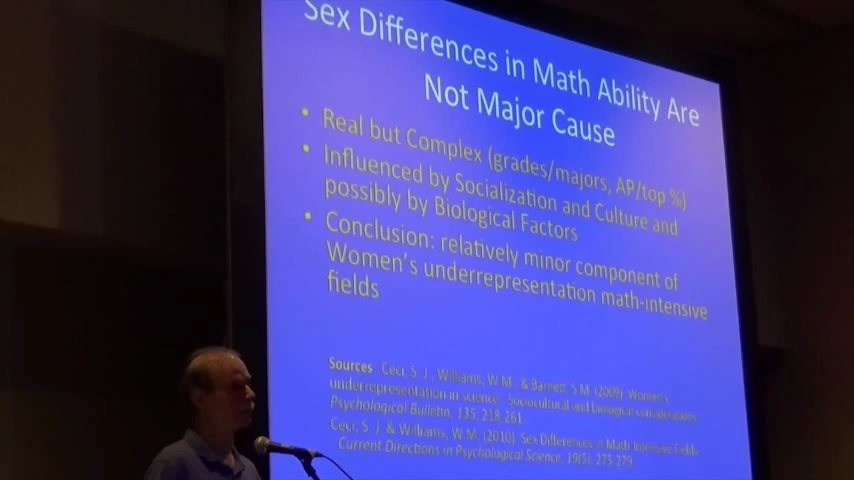 Sex Differences in Math Ability Are
Not Major Cause
• Real but Complex (grades/majors, AP/top %)
• Influenced by Socialization and Culture and
possibly by Biological Factors
• Conclusion: relatively minor component of
Women's underrepresentation math-intensive
fields
Sources Ceci, S. J., Williams, W.M., & Barnett, S.M. (2009). Women's
underrepresentation in science: Sociocultural and biological considerations.
Psychological Bulletin, 135, 218-261.
Ceci, S. J. & Williams, W. M. (2010). Sex Differences in Math Intensive Fields.
Current Directions in Psychological Science, 19(5), 275-279.